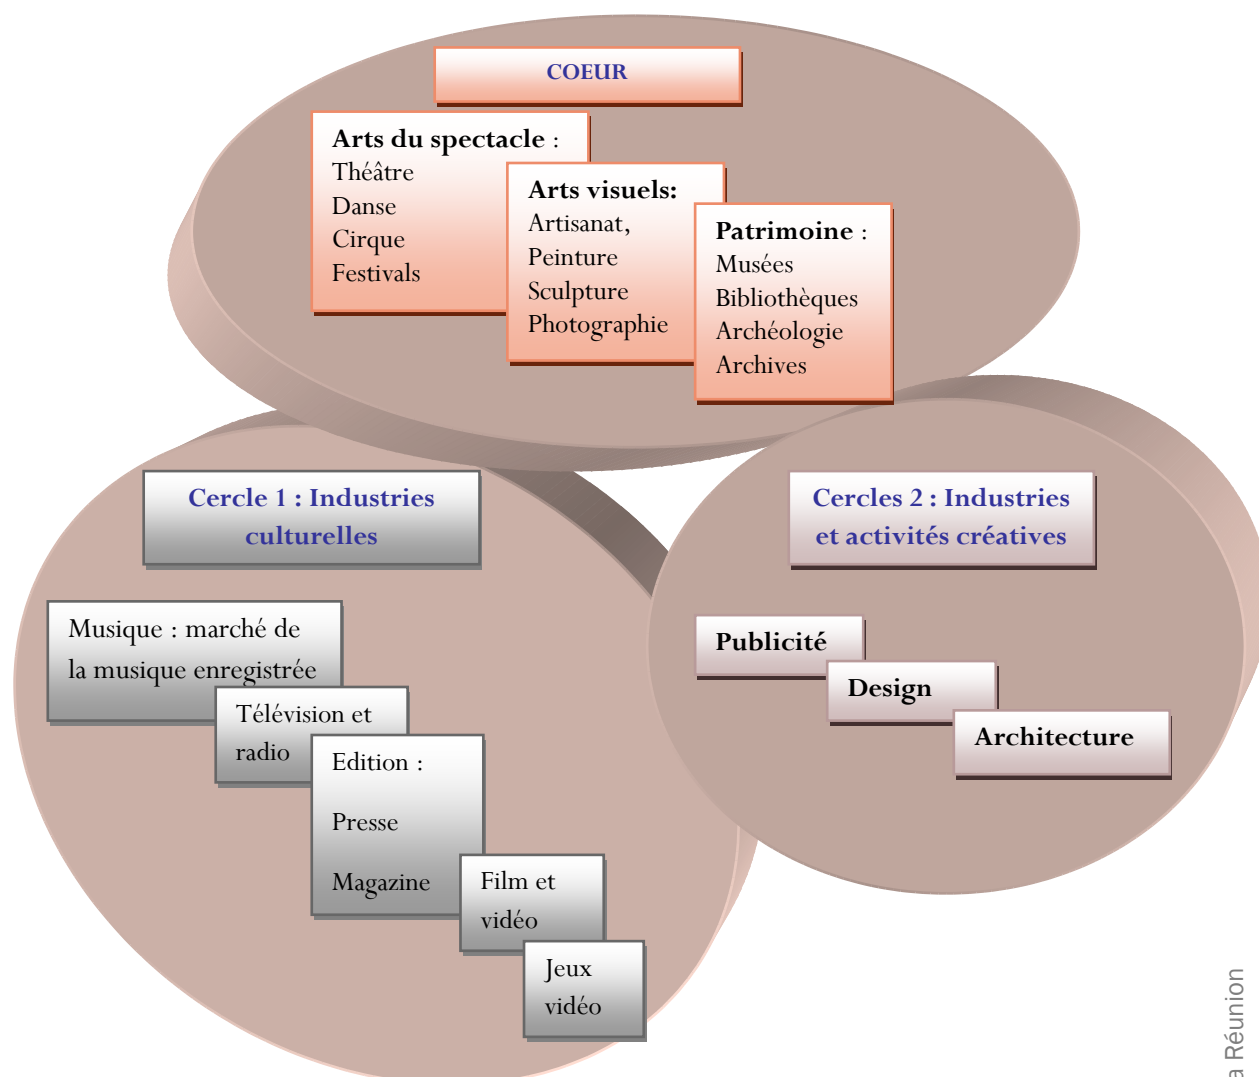 COEUR
Arts du spectacle :
Théâtre
Danse
Cirque
Festivals
Arts visuels:
Artisanat,
Peinture
Sculpture
Photographie
Patrimoine :
Musées
Bibliothèques
Archéologie
Archives
Cercle 1 : Industries
culturelles
Musique : marché de
la musique enregistrée
Télévision et
radio
Edition :
Presse
Magazine
Film et
vidéo
Jeux
vidéo
Cercles 2 : Industries
et activités créatives
Publicité
Design
Architecture
a Réunion